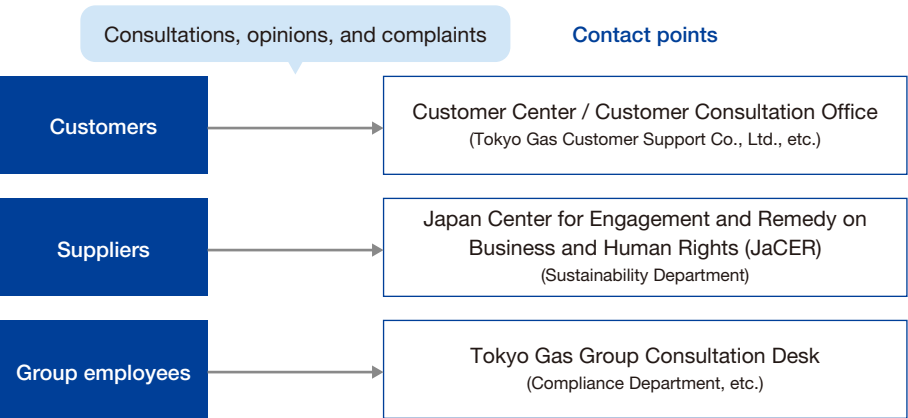 Consultations, opinions, and complaints
Contact points
Customers
Customer Center / Customer Consultation Office
(Tokyo Gas Customer Support Co., Ltd., etc.)
Suppliers
Japan Center for Engagement and Remedy on
Business and Human Rights (JaCER)
(Sustainability Department)
Group employees
Tokyo Gas Group Consultation Desk
(Compliance Department, etc.)